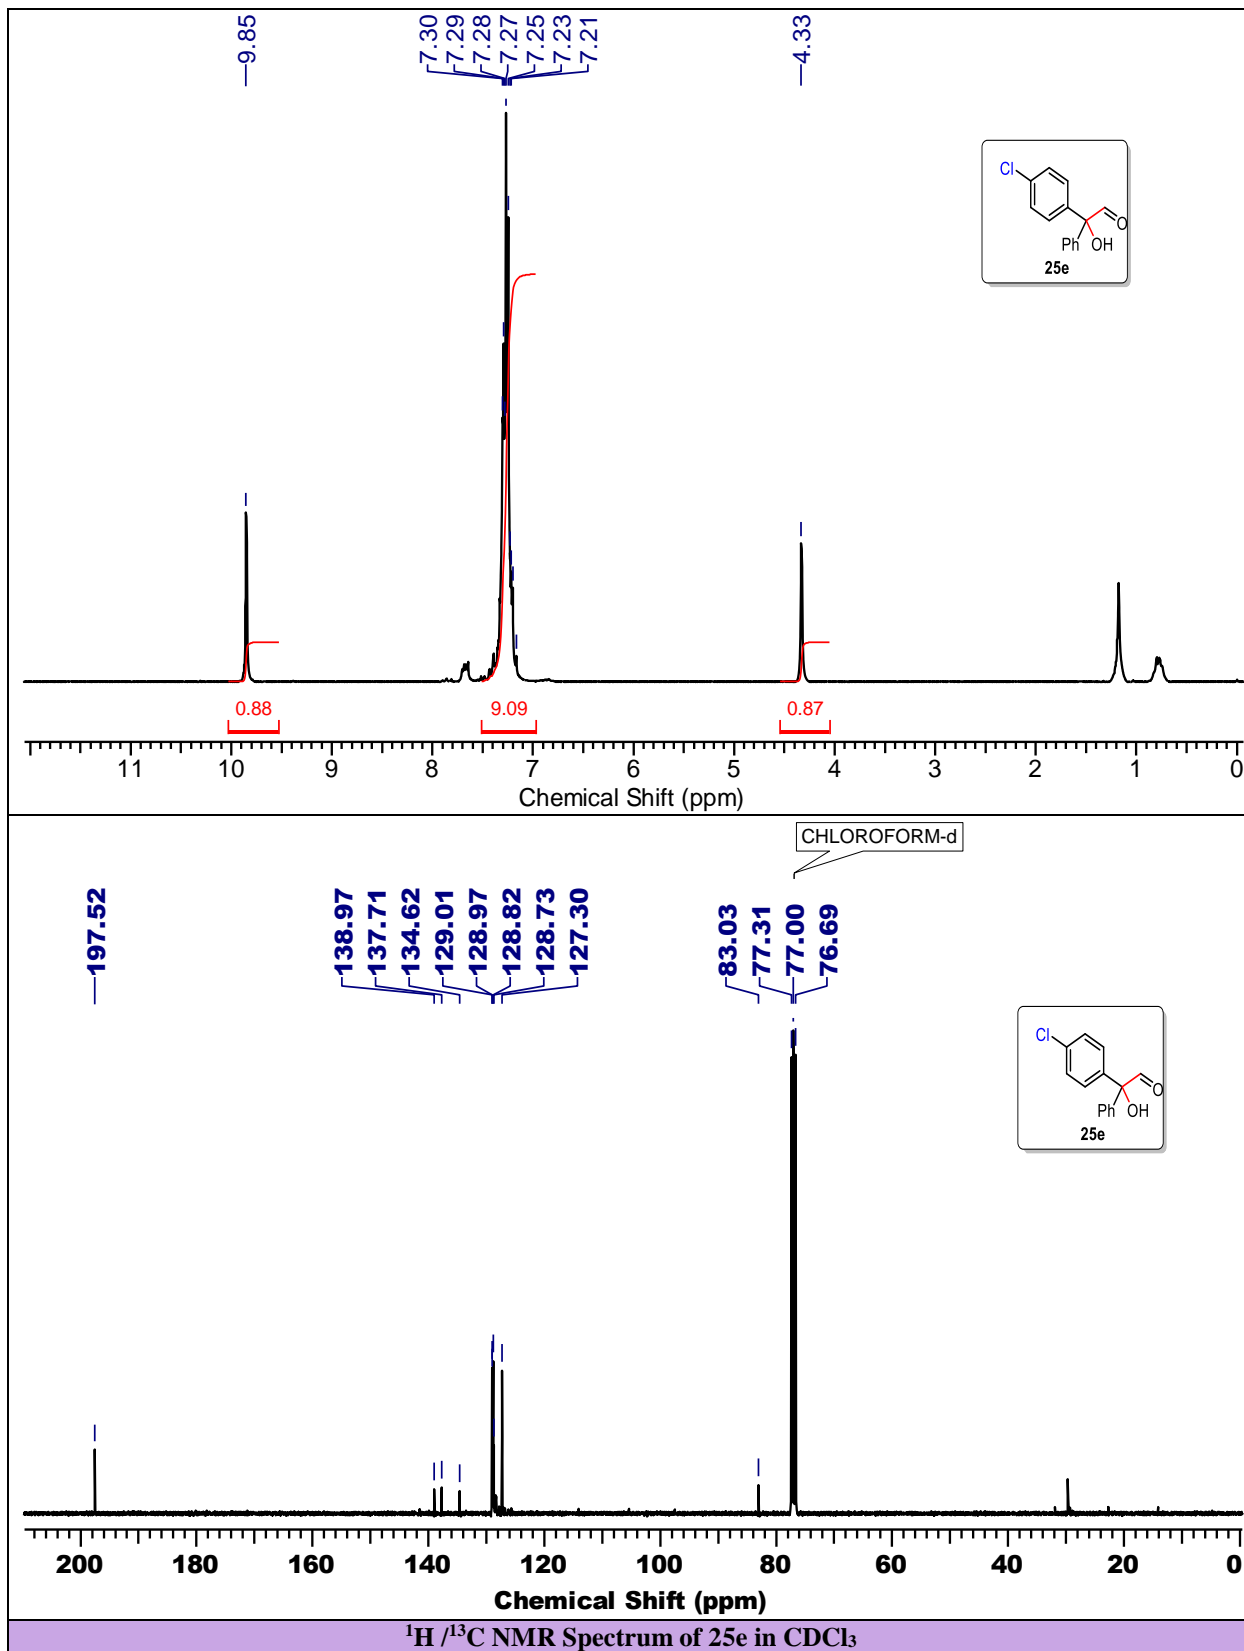 9.85
7.30
7.29
7.28
7.27
7.25
7.23
7.21
4.33
Cl
O
Ph OH
25e
0.88 9.09 0.87
11 10 9 8 7 6 5 4 3 2 1 0
Chemical Shift (ppm)
CHLOROFORM-d
197.52
138.97
137.71
134.62
129.01
128.97
128.82
128.73
127.30
83.03
77.31
77.00
76.69
Cl
O
Ph OH
25e
200 180 160 140 120 100 80 60 40 20 0
Chemical Shift (ppm)
¹H /¹³C NMR Spectrum of 25e in CDCl₃